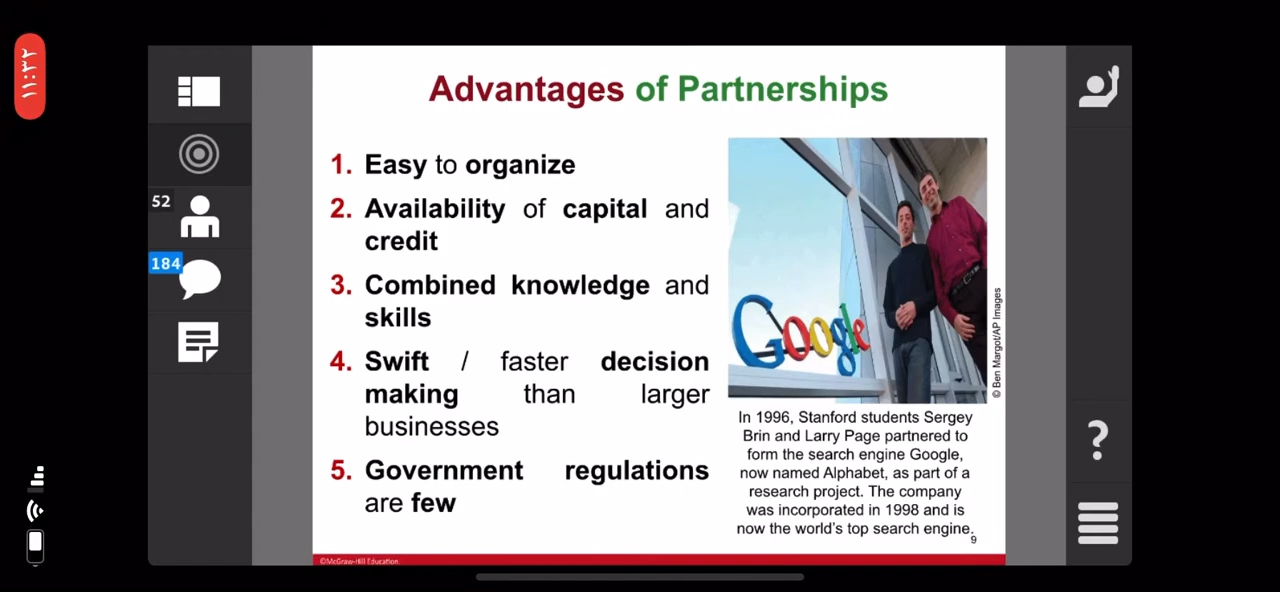 ١١:٣٢
52
184
Advantages of Partnerships
1. Easy to organize
2. Availability of capital and
credit
3. Combined knowledge and
skills
4. Swift / faster decision
making than larger
businesses
5. Government regulations
are few
Google
© Ben Margot/AP Images
In 1996, Stanford students Sergey
Brin and Larry Page partnered to
form the search engine Google,
now named Alphabet, as part of a
research project. The company
was incorporated in 1998 and is
now the world's top search engine.
9
©McGraw-Hill Education.
?